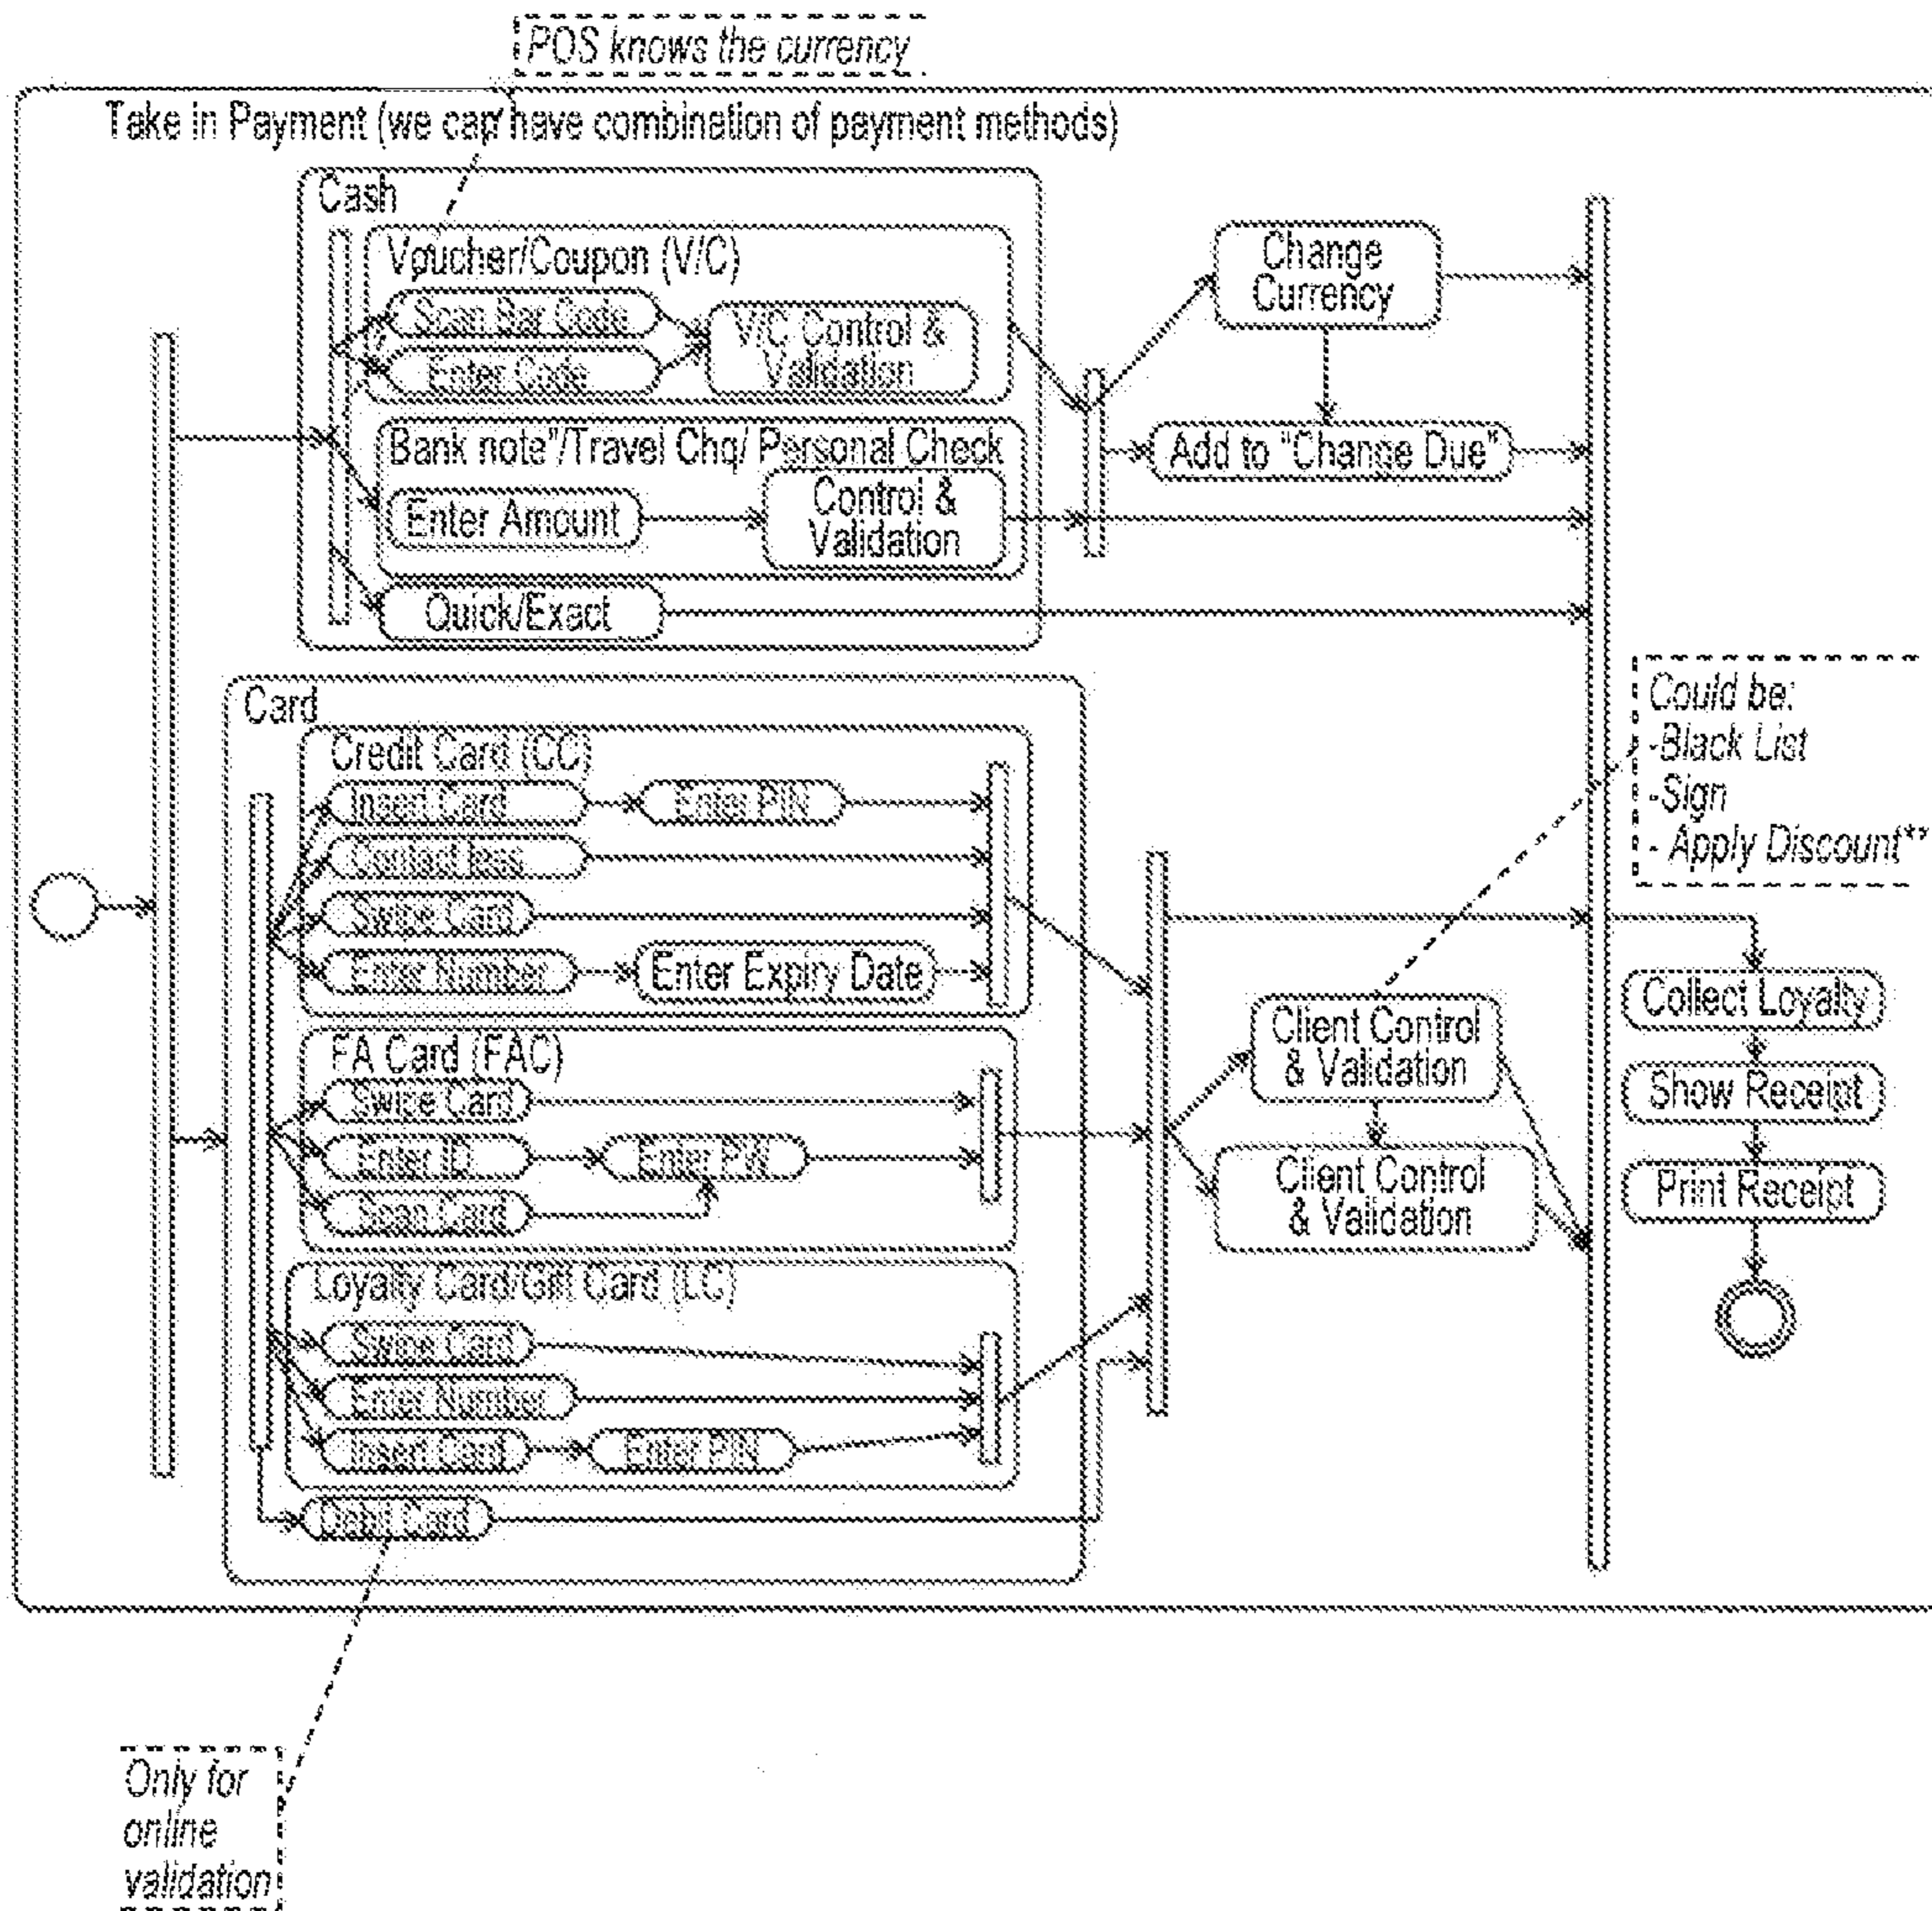 POS knows the currency
Take in Payment (we can have combination of payment methods)
Cash
Voucher/Coupon (V/C)
Scan Bar Code
Enter Code
V/C Control &
Validation
Change
Currency
Bank note"/Travel Chq/ Personal Check
Enter Amount
Control &
Validation
Add to "Change Due"
Quick/Exact
Could be:
-Black List
-Sign
- Apply Discount**
Card
Credit Card (CC)
Insert Card
Enter PIN
Contact less
Swipe Card
Enter Number
Enter Expiry Date
FA Card (FAC)
Swipe Card
Enter ID
Enter PW
Scan Card
Client Control
& Validation
Client Control
& Validation
Collect Loyalty
Show Receipt
Print Receipt
Loyalty Card/Gift Card (LC)
Swipe Card
Enter Number
Insert Card
Enter PIN
Debit Card
Only for
online
validation